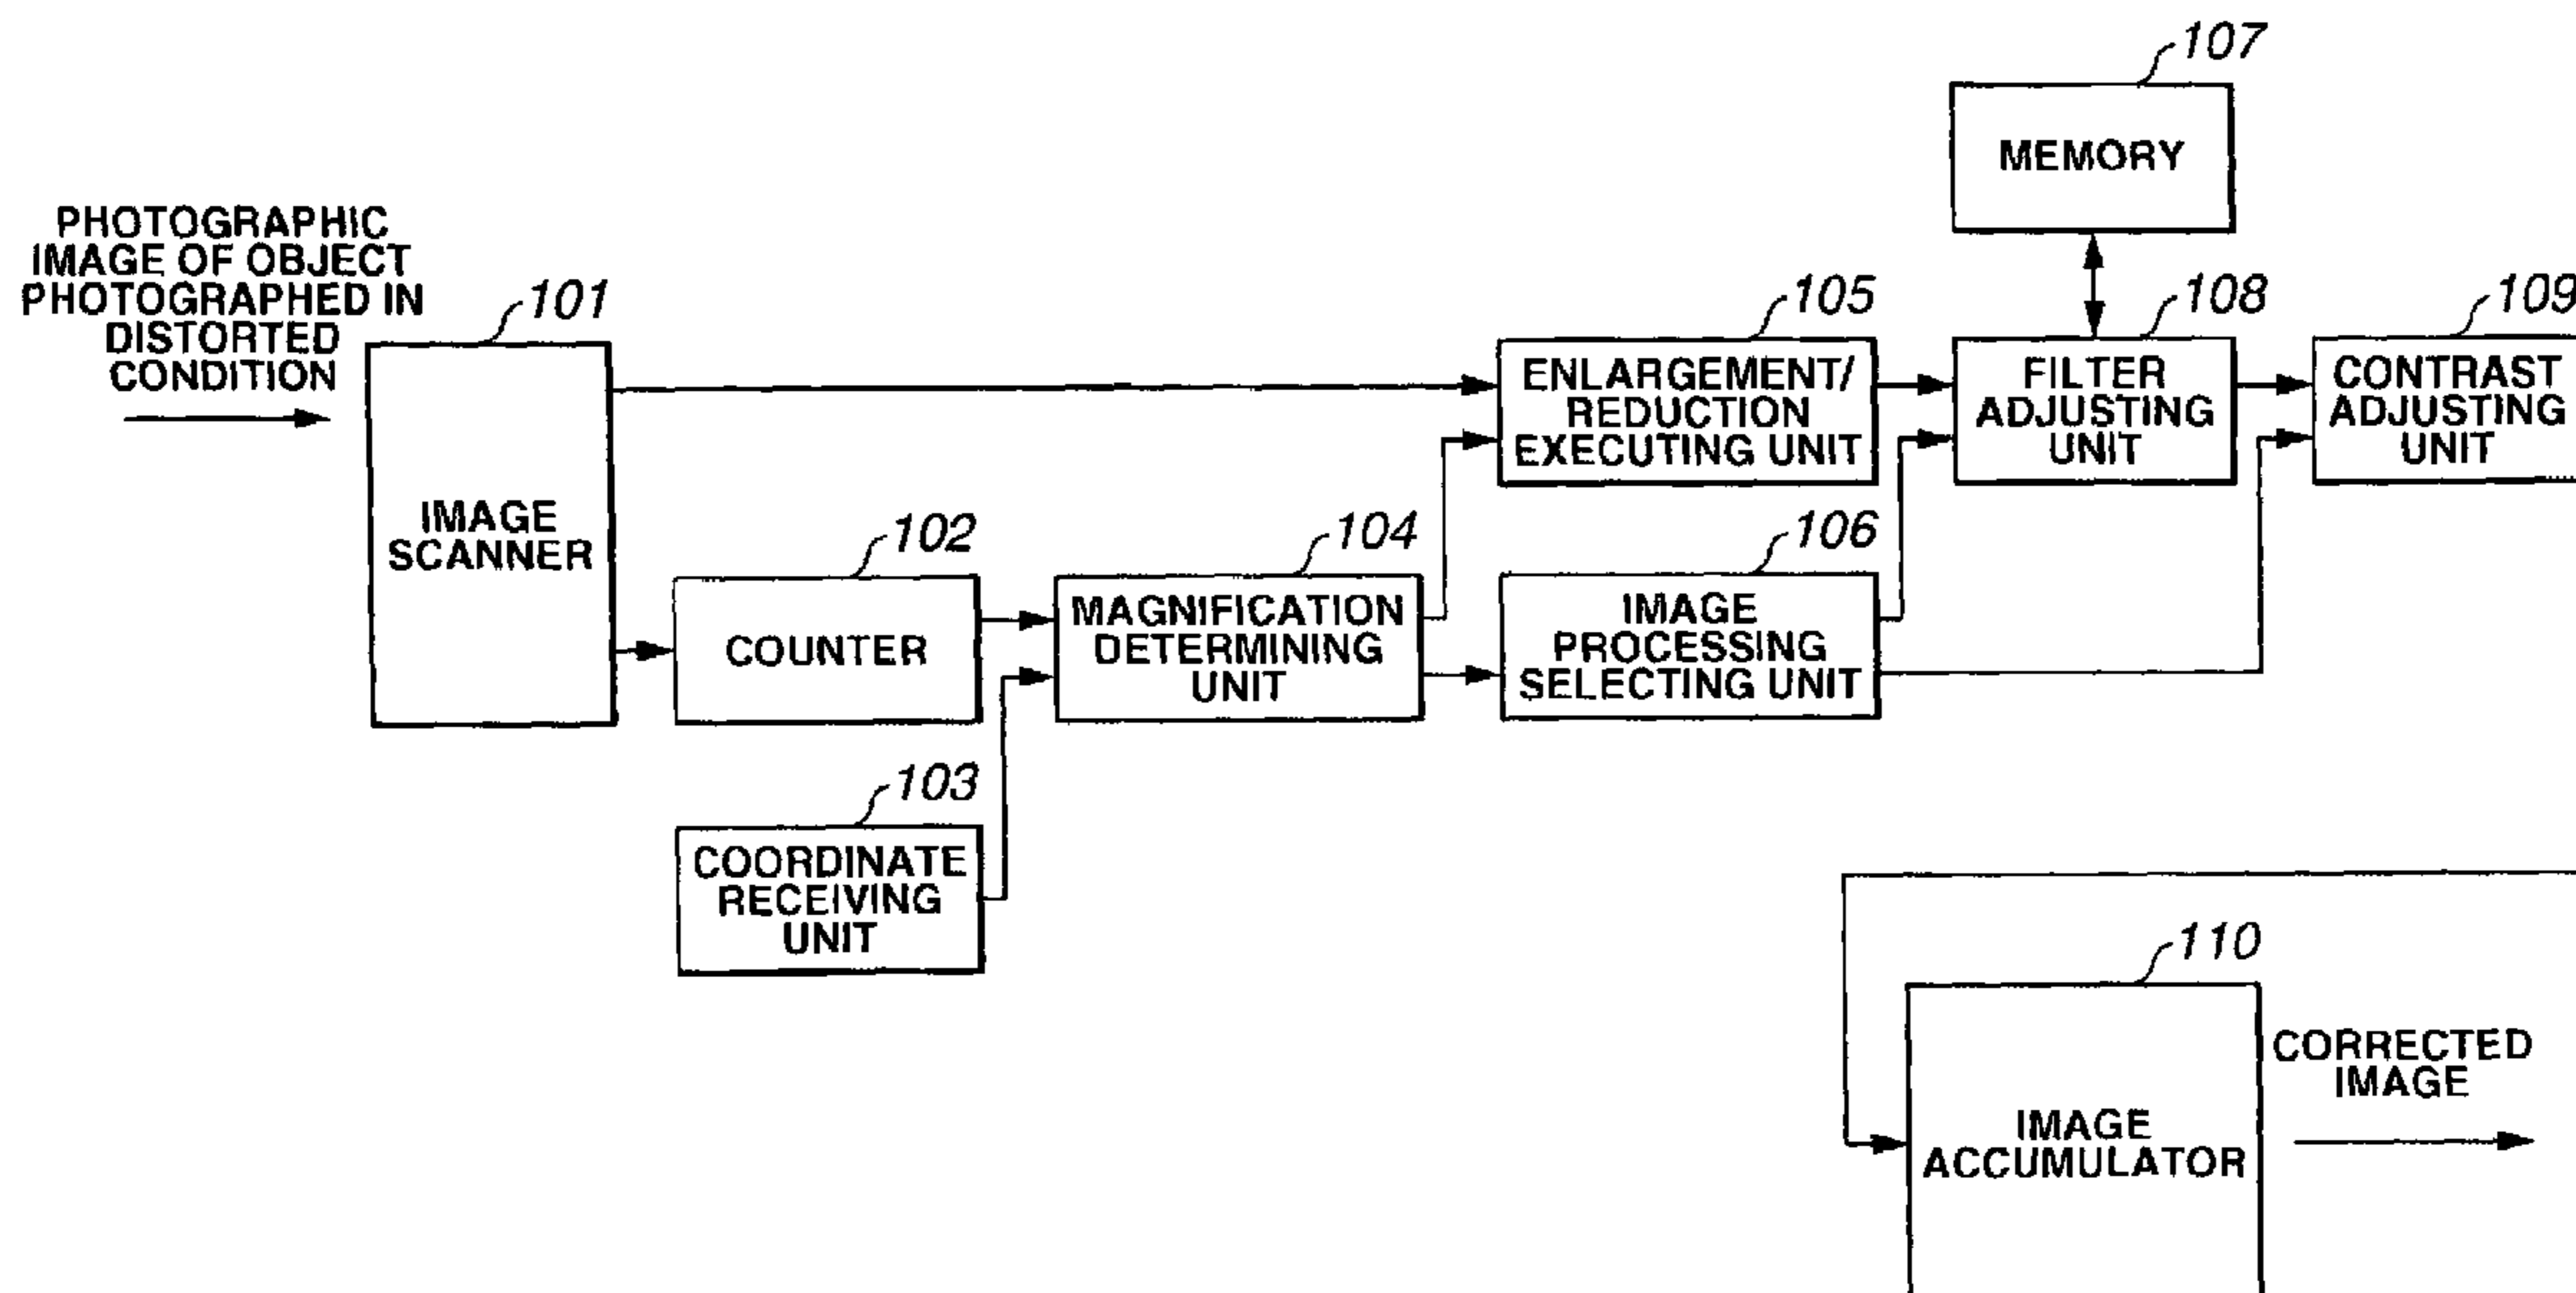 107
MEMORY
PHOTOGRAPHIC
IMAGE OF OBJECT
PHOTOGRAPHED IN
DISTORTED
CONDITION
101
IMAGE
SCANNER
105
ENLARGEMENT/
REDUCTION
EXECUTING UNIT
108
FILTER
ADJUSTING
UNIT
109
CONTRAST
ADJUSTING
UNIT
102
COUNTER
104
MAGNIFICATION
DETERMINING
UNIT
106
IMAGE
PROCESSING
SELECTING UNIT
103
COORDINATE
RECEIVING
UNIT
110
IMAGE
ACCUMULATOR
CORRECTED
IMAGE